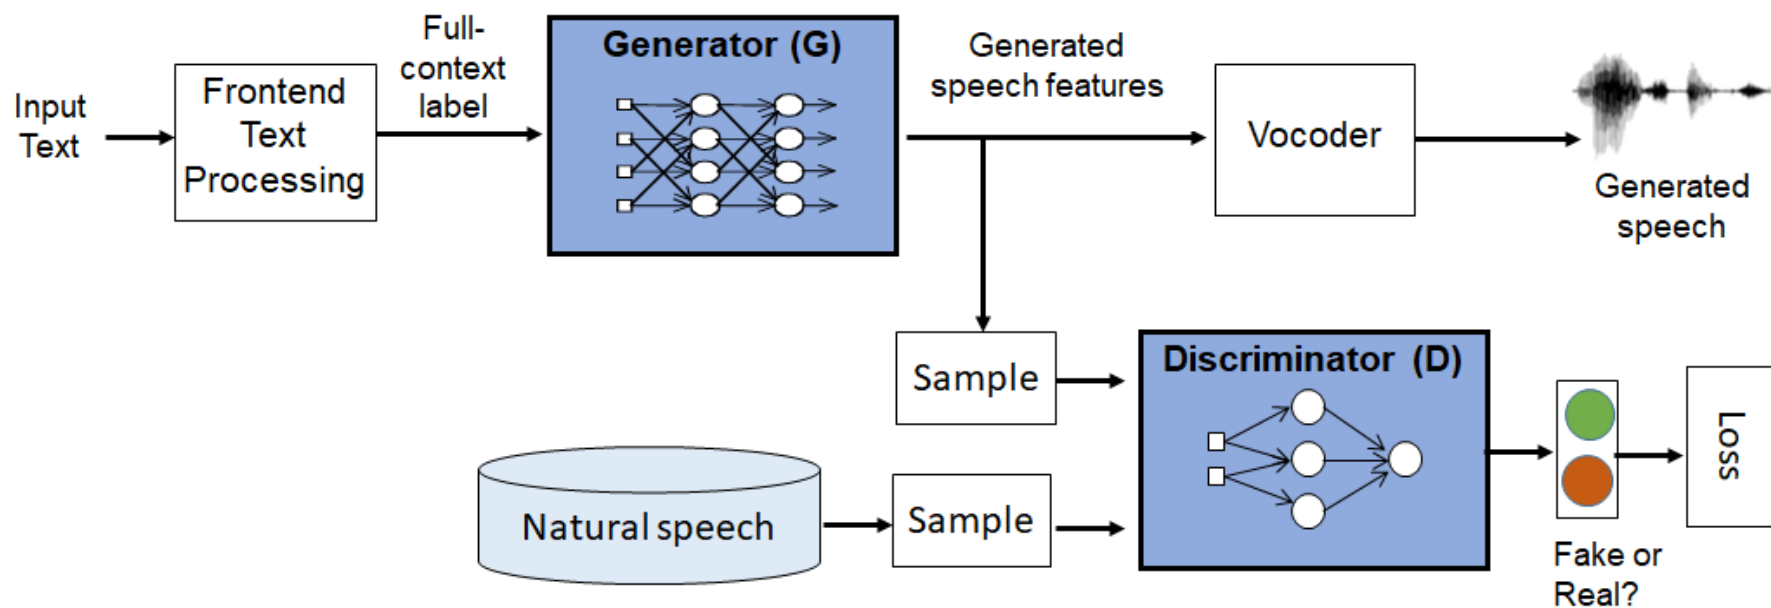 Input
Text
Frontend
Text
Processing
Full-
context
label
Generator (G)
Generated
speech features
Vocoder
Generated
speech
Sample
Discriminator (D)
Natural speech
Sample
Fake or
Real?
Loss